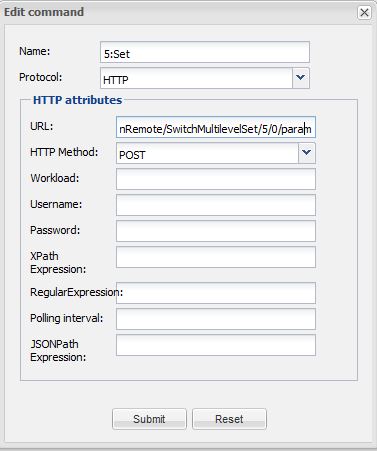 Edit command
Name: 5:Set
Protocol: HTTP
HTTP attributes
URL: nRemote/SwitchMultilevelSet/5/0/param
HTTP Method: POST
Workload:
Username:
Password:
XPath
Expression:
RegularExpression:
Polling interval:
JSONPath
Expression:
Submit Reset